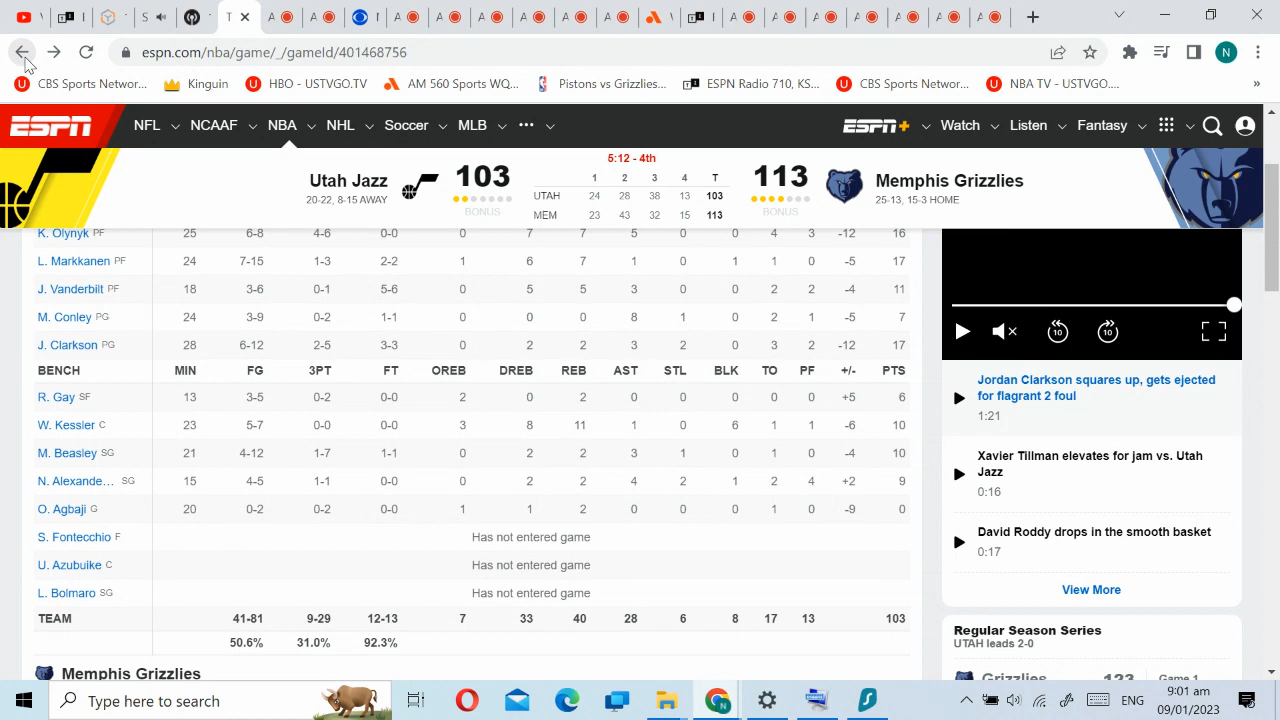 T
espn.com/nba/game/_/gameId/401468756
N
CBS Sports Networ...
Kinguin
HBO - USTVGO.TV
AM 560 Sports WQ...
Pistons vs Grizzlies...
ESPN Radio 710, KS...
CBS Sports Networ...
NBA TV - USTVGO....
»
ESPN NFL NCAAF NBA NHL Soccer MLB ••• ESPN+ Watch Listen Fantasy
5:12 - 4th
Utah Jazz 103 113 Memphis Grizzlies
20-22, 8-15 AWAY 25-13, 15-3 HOME
BONUS BONUS
1 2 3 4 T
UTAH 24 28 38 13 103
MEM 23 43 32 15 113
K. Olynyk PF 25 6-8 4-6 0-0 0 7 7 5 0 0 4 3 -12 16
L. Markkanen PF 24 7-15 1-3 2-2 1 6 7 1 0 1 1 0 -5 17
J. Vanderbilt PF 18 3-6 0-1 5-6 0 5 5 3 0 0 2 2 -4 11
M. Conley PG 24 3-9 0-2 1-1 0 0 0 8 1 0 2 1 -5 7
J. Clarkson PG 28 6-12 2-5 3-3 0 2 2 3 2 0 3 2 -12 17
BENCH MIN FG 3PT FT OREB DREB REB AST STL BLK TO PF +/- PTS
R. Gay SF 13 3-5 0-2 0-0 2 0 2 0 0 0 0 0 +5 6
W. Kessler C 23 5-7 0-0 0-0 3 8 11 1 0 6 1 1 -6 10
M. Beasley SG 21 4-12 1-7 1-1 0 2 2 3 1 0 1 0 -4 10
N. Alexande... SG 15 4-5 1-1 0-0 0 2 2 4 2 1 2 4 +2 9
O. Agbaji G 20 0-2 0-2 0-0 1 1 2 0 0 0 1 0 -9 0
S. Fontecchio F Has not entered game
U. Azubuike C Has not entered game
L. Bolmaro SG Has not entered game
TEAM 41-81 9-29 12-13 7 33 40 28 6 8 17 13 103
50.6% 31.0% 92.3%
Memphis Grizzlies
10 10
Jordan Clarkson squares up, gets ejected
for flagrant 2 foul
1:21
Xavier Tillman elevates for jam vs. Utah
Jazz
0:16
David Roddy drops in the smooth basket
0:17
View More
Regular Season Series
UTAH leads 2-0
Grizzlies 123 Game 1
Type here to search
ENG
9:01 am
09/01/2023